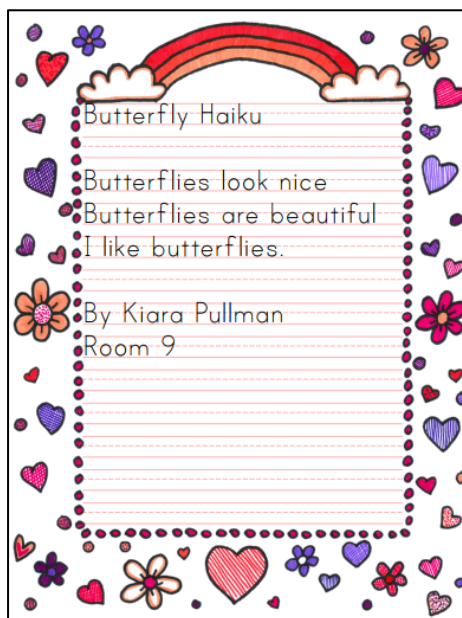 Butterfly Haiku
Butterflies look nice
Butterflies are beautiful
I like butterflies.
By Kiara Pullman
Room 9